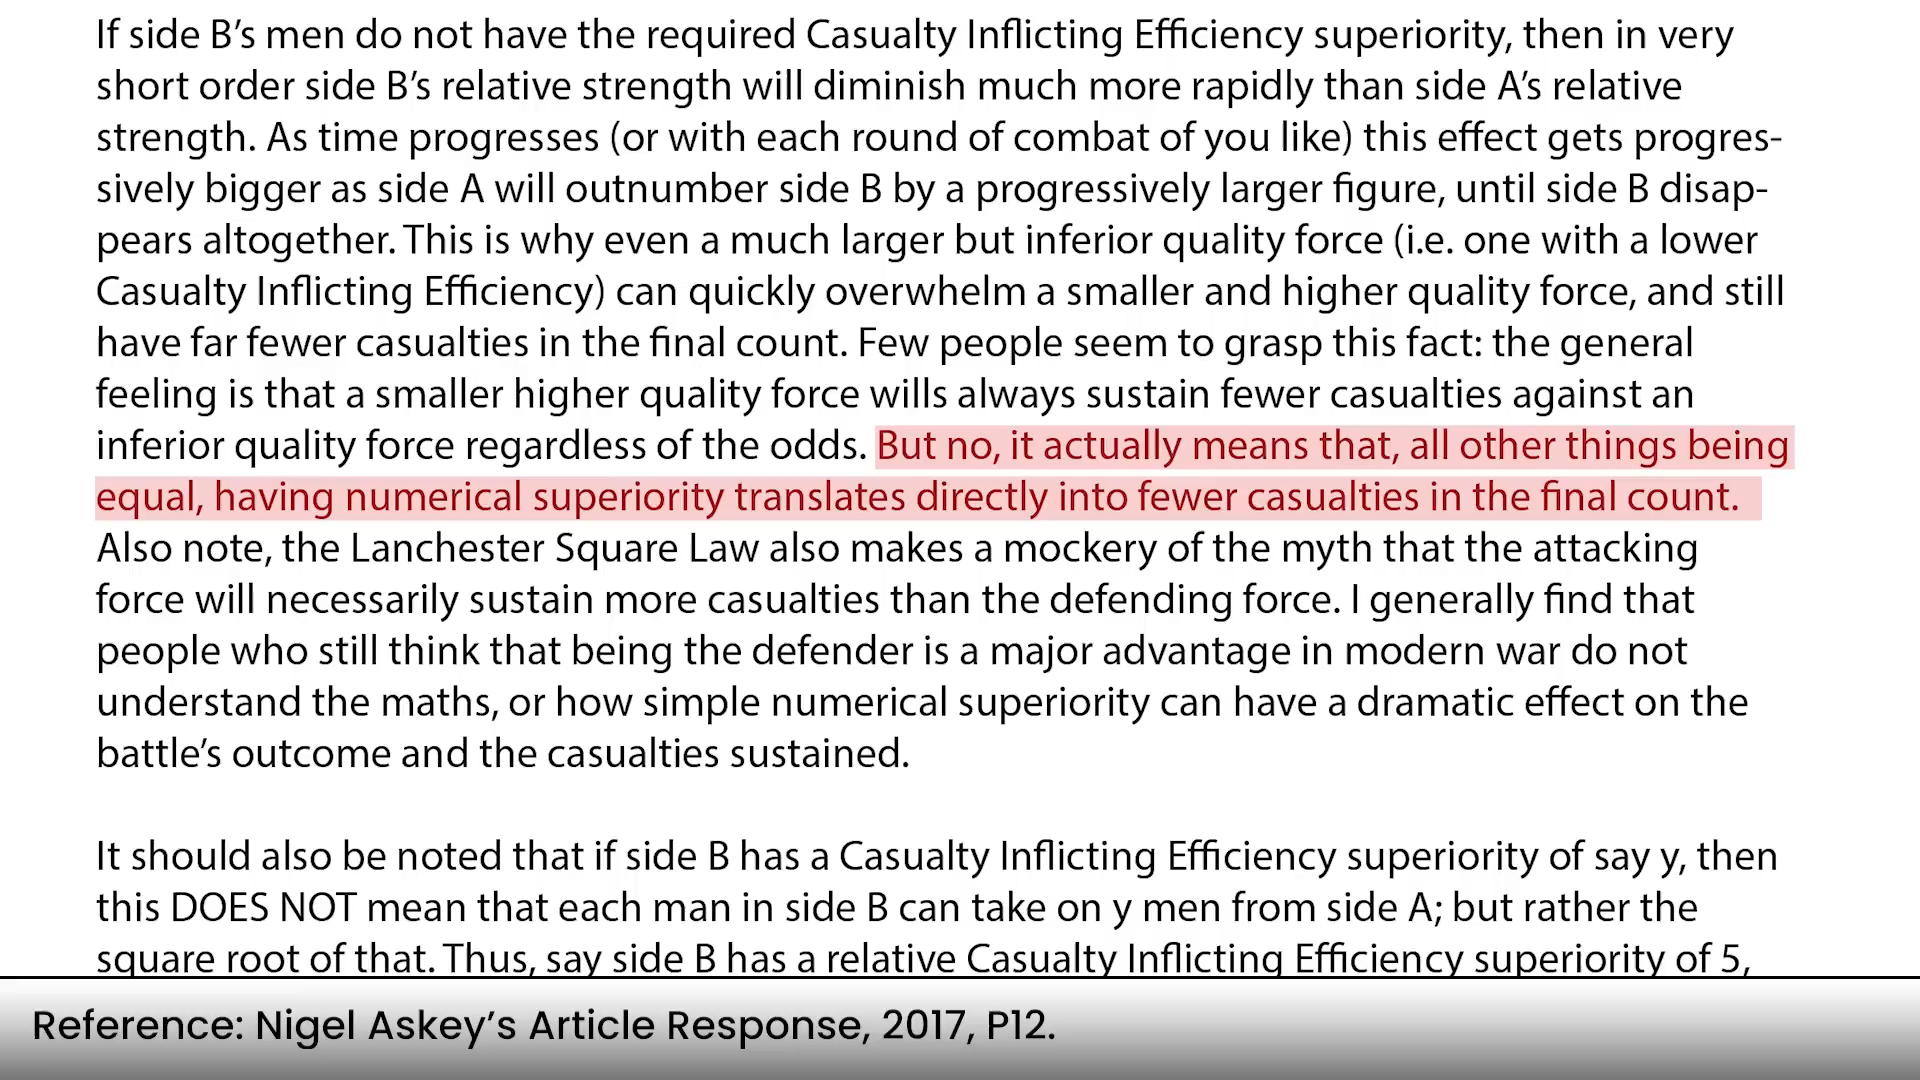 If side B’s men do not have the required Casualty Inflicting Efficiency superiority, then in very
short order side B’s relative strength will diminish much more rapidly than side A’s relative
strength. As time progresses (or with each round of combat of you like) this effect gets progres-
sively bigger as side A will outnumber side B by a progressively larger figure, until side B disap-
pears altogether. This is why even a much larger but inferior quality force (i.e. one with a lower
Casualty Inflicting Efficiency) can quickly overwhelm a smaller and higher quality force, and still
have far fewer casualties in the final count. Few people seem to grasp this fact: the general
feeling is that a smaller higher quality force wills always sustain fewer casualties against an
inferior quality force regardless of the odds. But no, it actually means that, all other things being
equal, having numerical superiority translates directly into fewer casualties in the final count.
Also note, the Lanchester Square Law also makes a mockery of the myth that the attacking
force will necessarily sustain more casualties than the defending force. I generally find that
people who still think that being the defender is a major advantage in modern war do not
understand the maths, or how simple numerical superiority can have a dramatic effect on the
battle’s outcome and the casualties sustained.
It should also be noted that if side B has a Casualty Inflicting Efficiency superiority of say y, then
this DOES NOT mean that each man in side B can take on y men from side A; but rather the
square root of that. Thus, say side B has a relative Casualty Inflicting Efficiency superiority of 5,
Reference: Nigel Askey’s Article Response, 2017, P12.